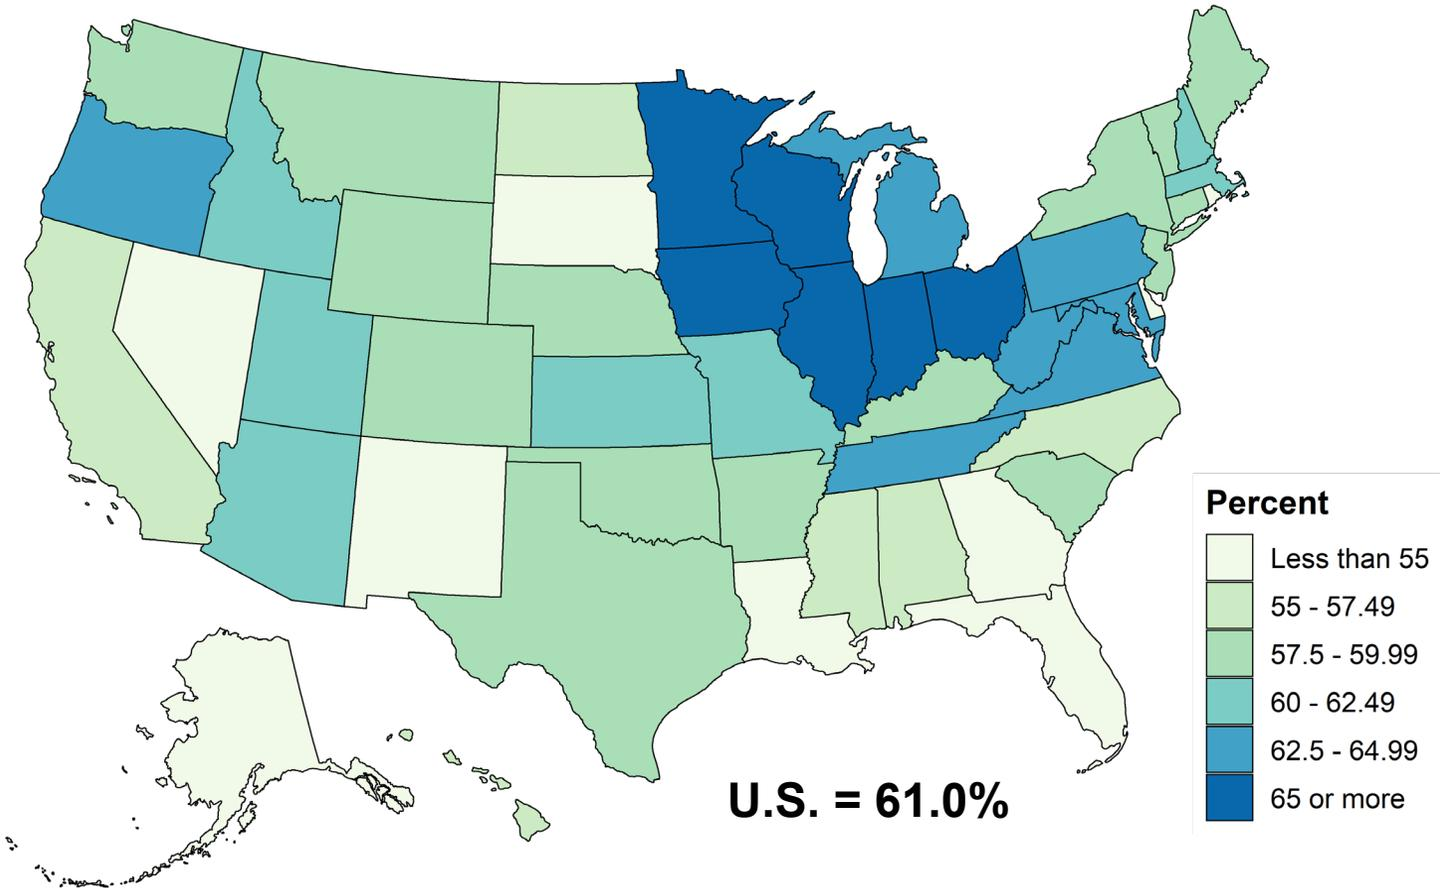 Percent
Less than 55
55 - 57.49
57.5 - 59.99
60 - 62.49
62.5 - 64.99
65 or more
U.S. = 61.0%